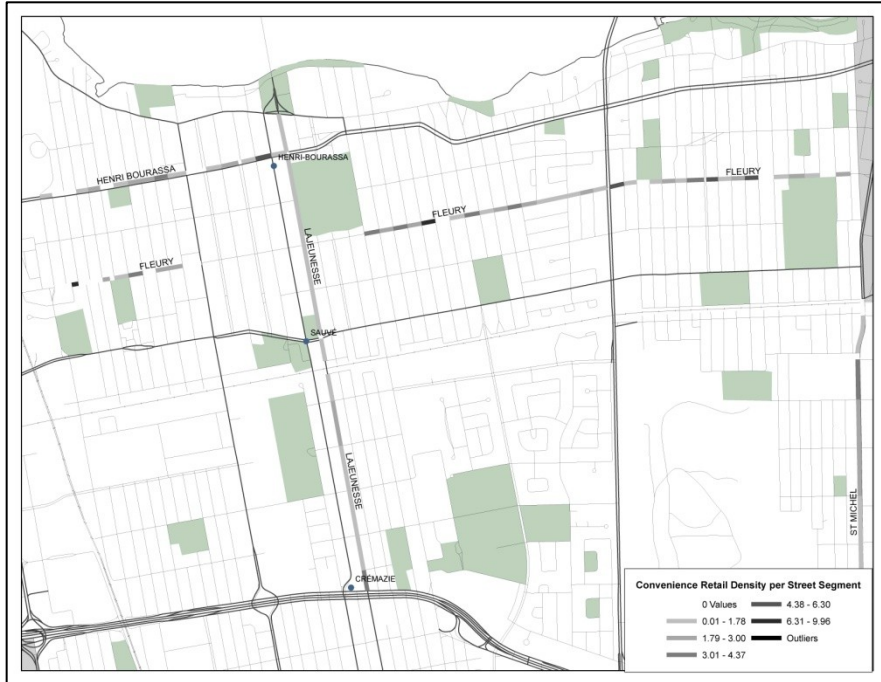 HENRI-BOURASSA
HENRI BOURASSA
FLEURY
FLEURY
FLEURY
LAJEUNESSE
SAUVÉ
LAJEUNESSE
ST MICHEL
CRÉMAZIE
Convenience Retail Density per Street Segment
0 Values
0.01 - 1.78
1.79 - 3.00
3.01 - 4.37
4.38 - 6.30
6.31 - 9.96
Outliers